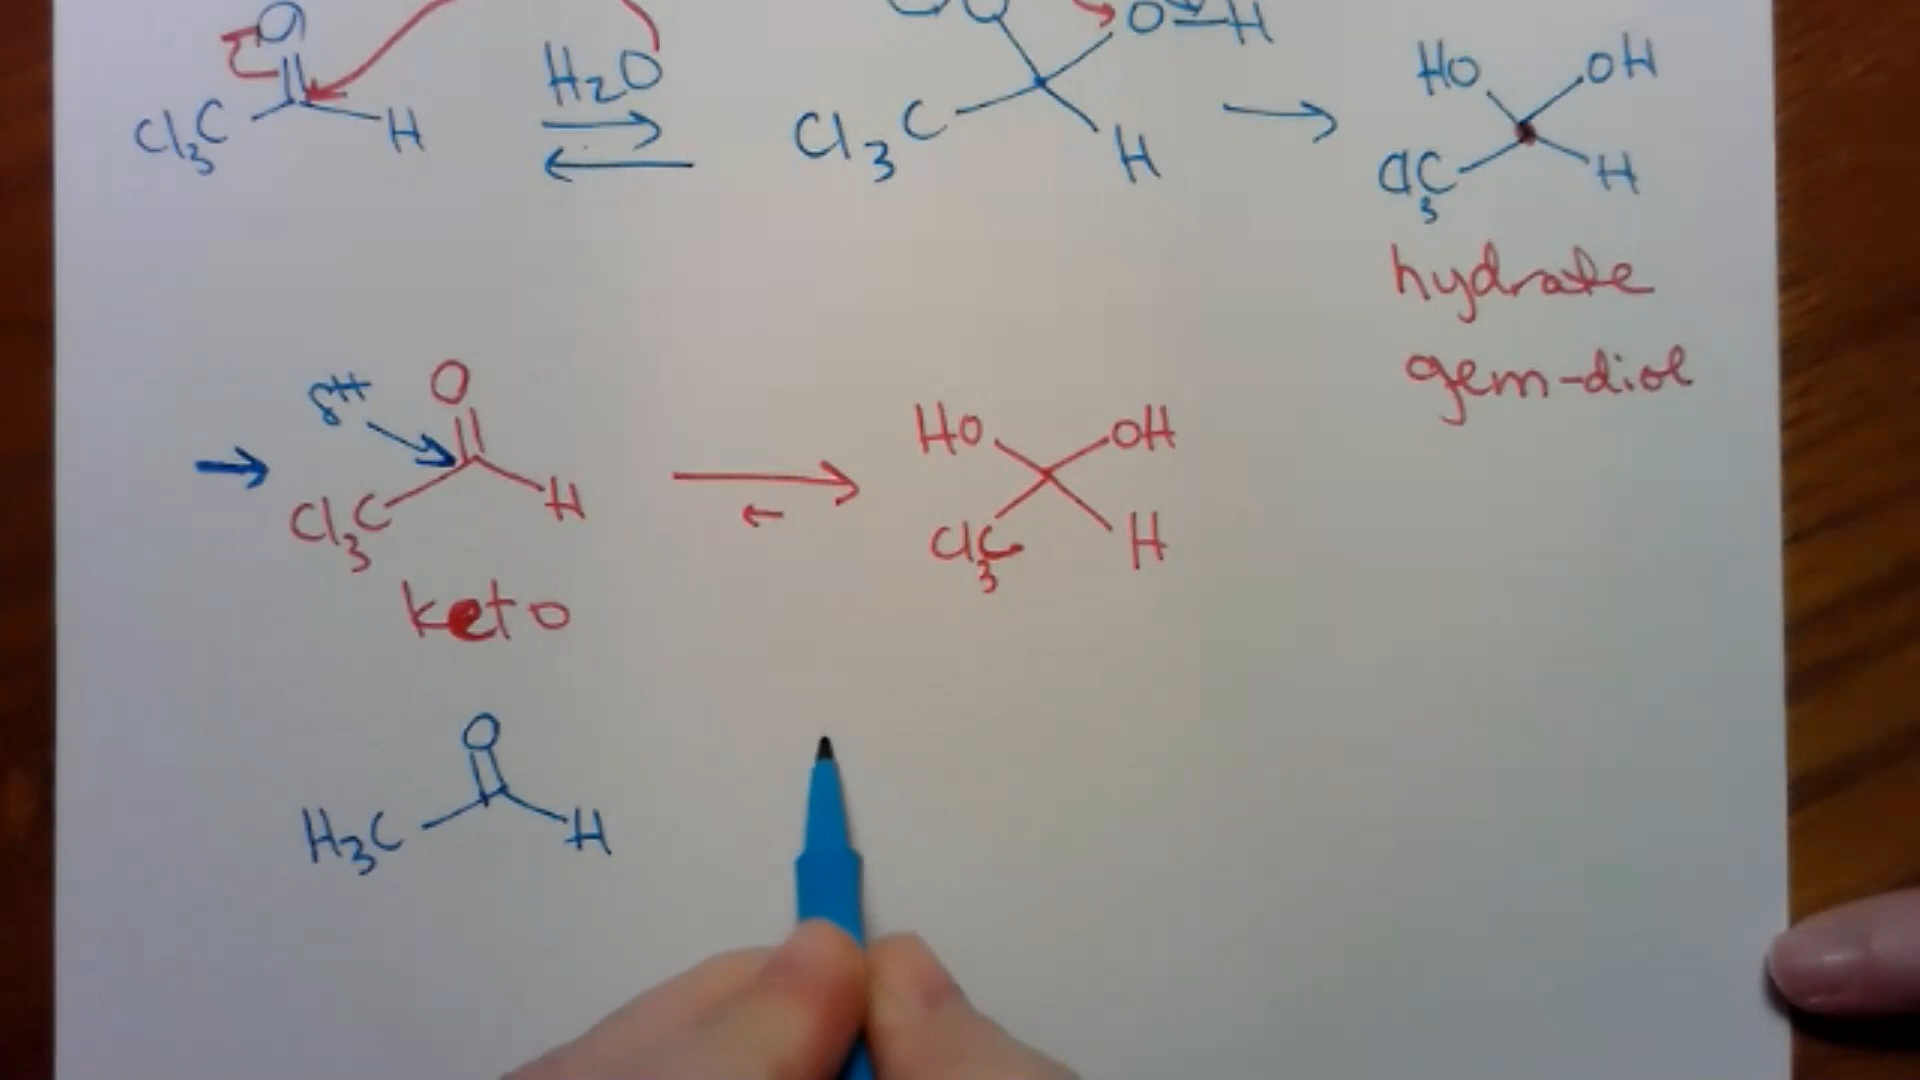 O
H₂O
O-H
Cl₃C H
Cl₃C H
HO OH
Cl₃C H
hydrate
gem-diol
δ+
O
Cl₃C H
keto
HO OH
Cl₃C H
O
H₃C H